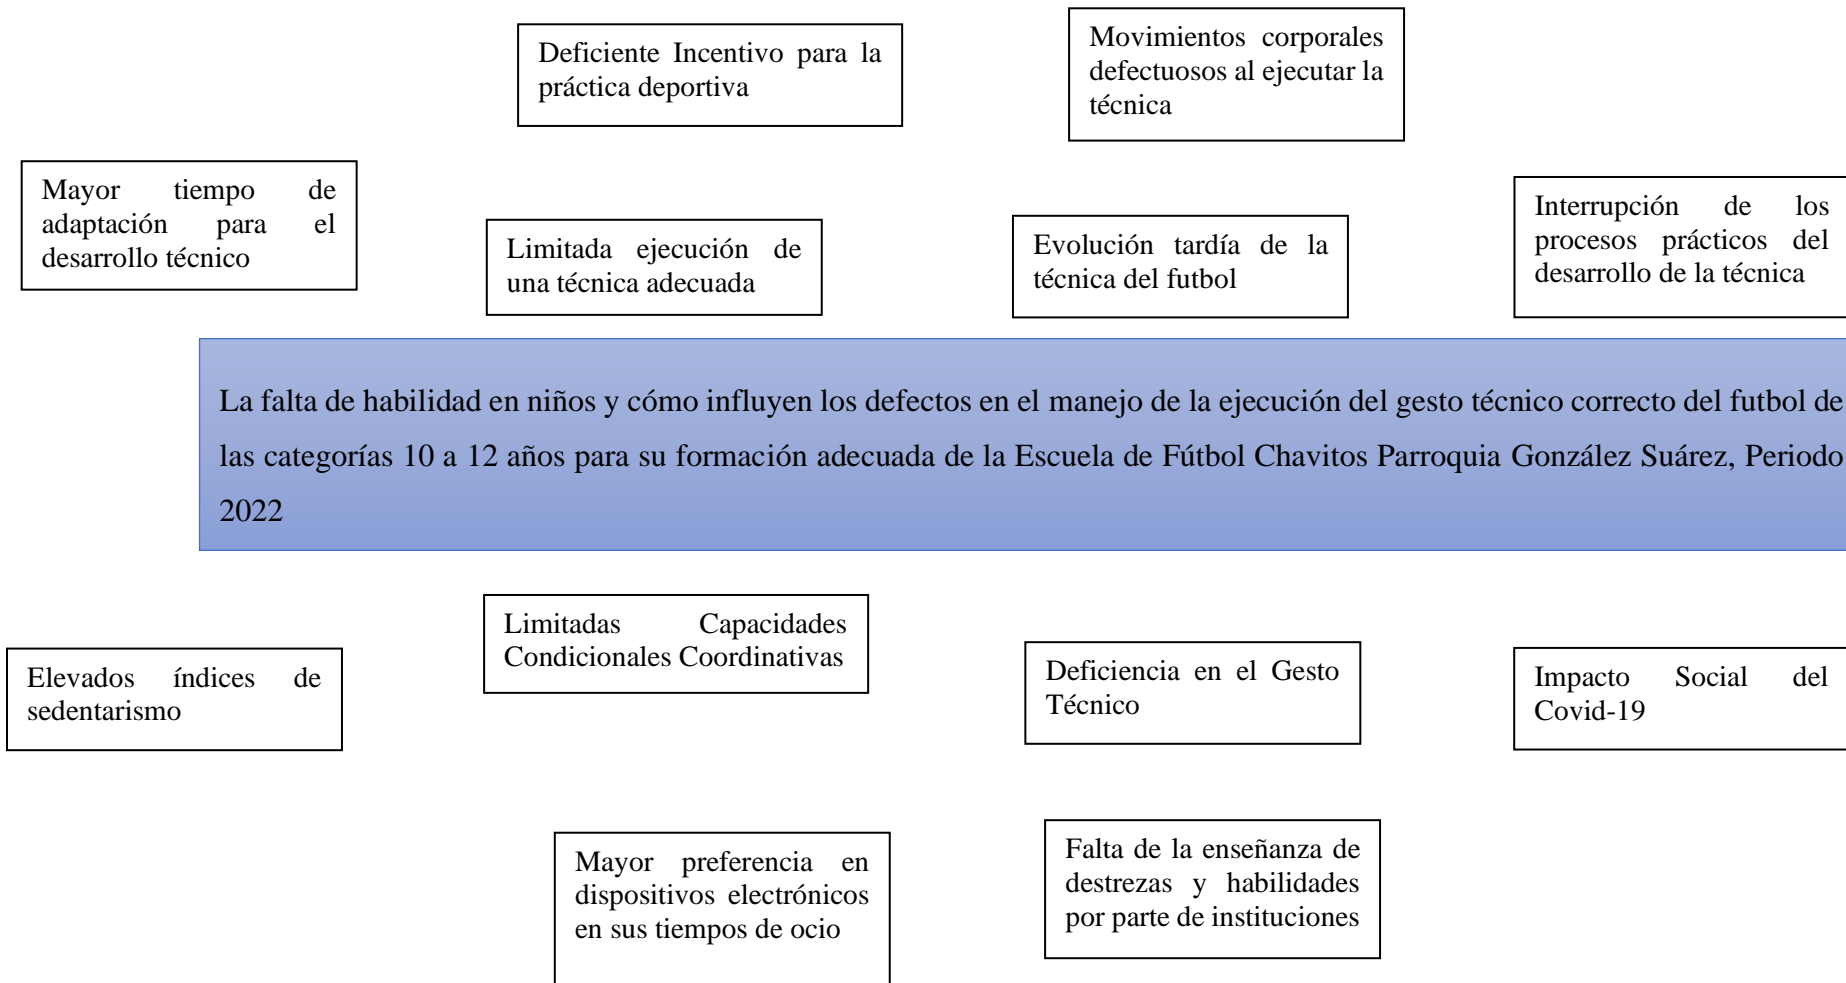 Deficiente Incentivo para la
práctica deportiva
Movimientos corporales
defectuosos al ejecutar la
técnica
Mayor tiempo de
adaptación para el
desarrollo técnico
Limitada ejecución de
una técnica adecuada
Evolución tardía de la
técnica del futbol
Interrupción de los
procesos prácticos del
desarrollo de la técnica
La falta de habilidad en niños y cómo influyen los defectos en el manejo de la ejecución del gesto técnico correcto del futbol de
las categorías 10 a 12 años para su formación adecuada de la Escuela de Fútbol Chavitos Parroquia González Suárez, Periodo
2022
Elevados índices de
sedentarismo
Limitadas Capacidades
Condicionales Coordinativas
Deficiencia en el Gesto
Técnico
Impacto Social del
Covid-19
Mayor preferencia en
dispositivos electrónicos
en sus tiempos de ocio
Falta de la enseñanza de
destrezas y habilidades
por parte de instituciones